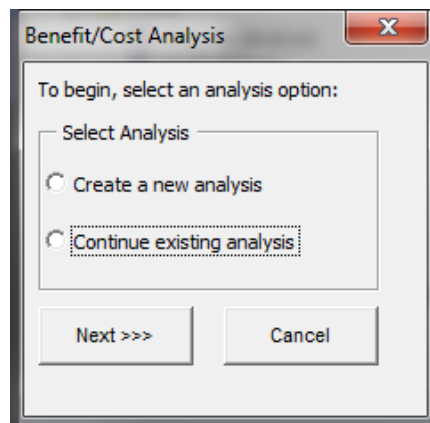 Benefit/Cost Analysis
To begin, select an analysis option:
Select Analysis
Create a new analysis
Continue existing analysis
Next >>>
Cancel